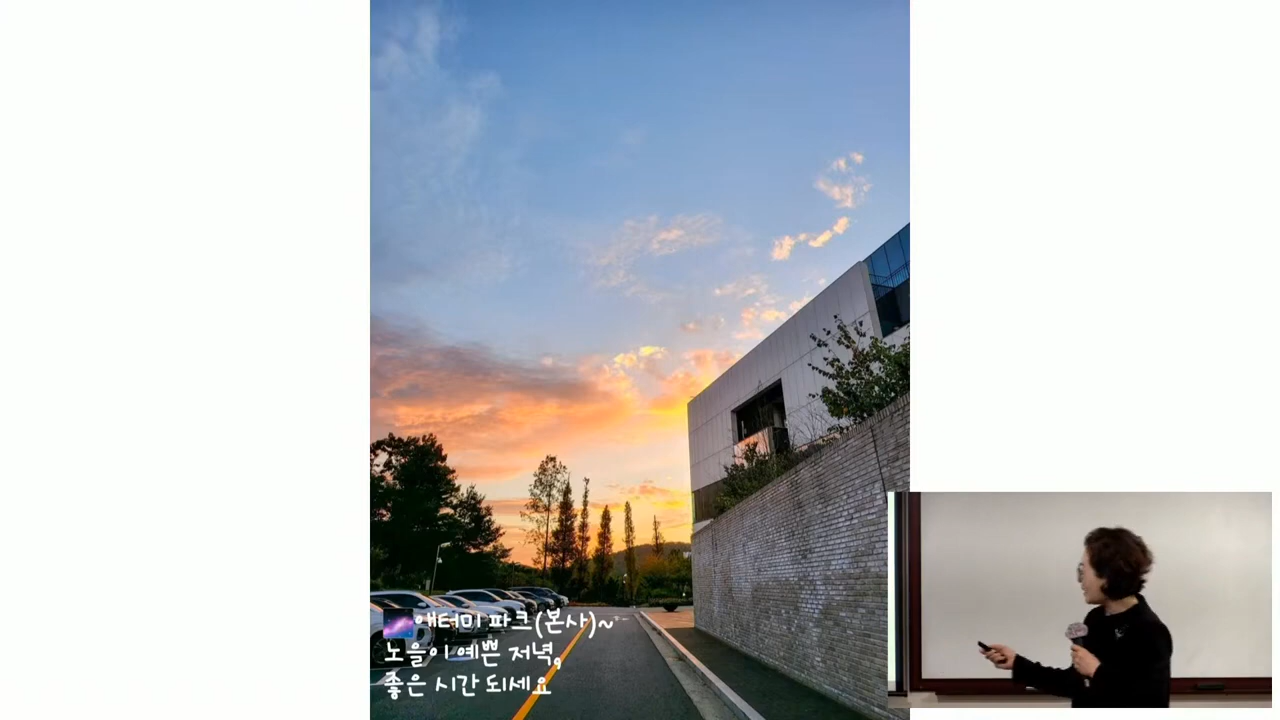 애터미 파크(본사)~
노을이 예쁜 저녁,
좋은 시간 되세요